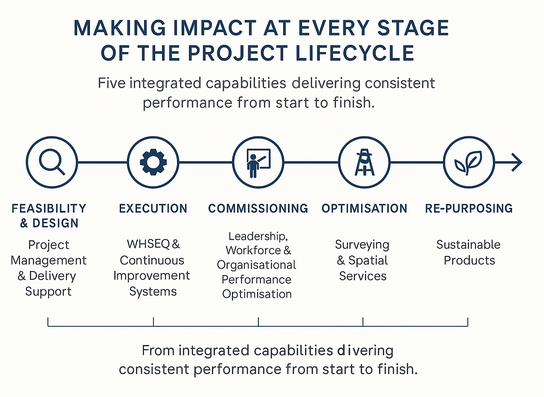 MAKING IMPACT AT EVERY STAGE
OF THE PROJECT LIFECYCLE
Five integrated capabilities delivering consistent
performance from start to finish.
FEASIBILITY
& DESIGN
Project
Management
& Delivery
Support
EXECUTION
WHSEQ &
Continuous
Improvement
Systems
COMMISSIONING
Leadership,
Workforce &
Organisational
Performance
Optimisation
OPTIMISATION
Surveying
& Spatial
Services
RE-PURPOSING
Sustainable
Products
From integrated capabilities divering
consistent performance from start to finish.